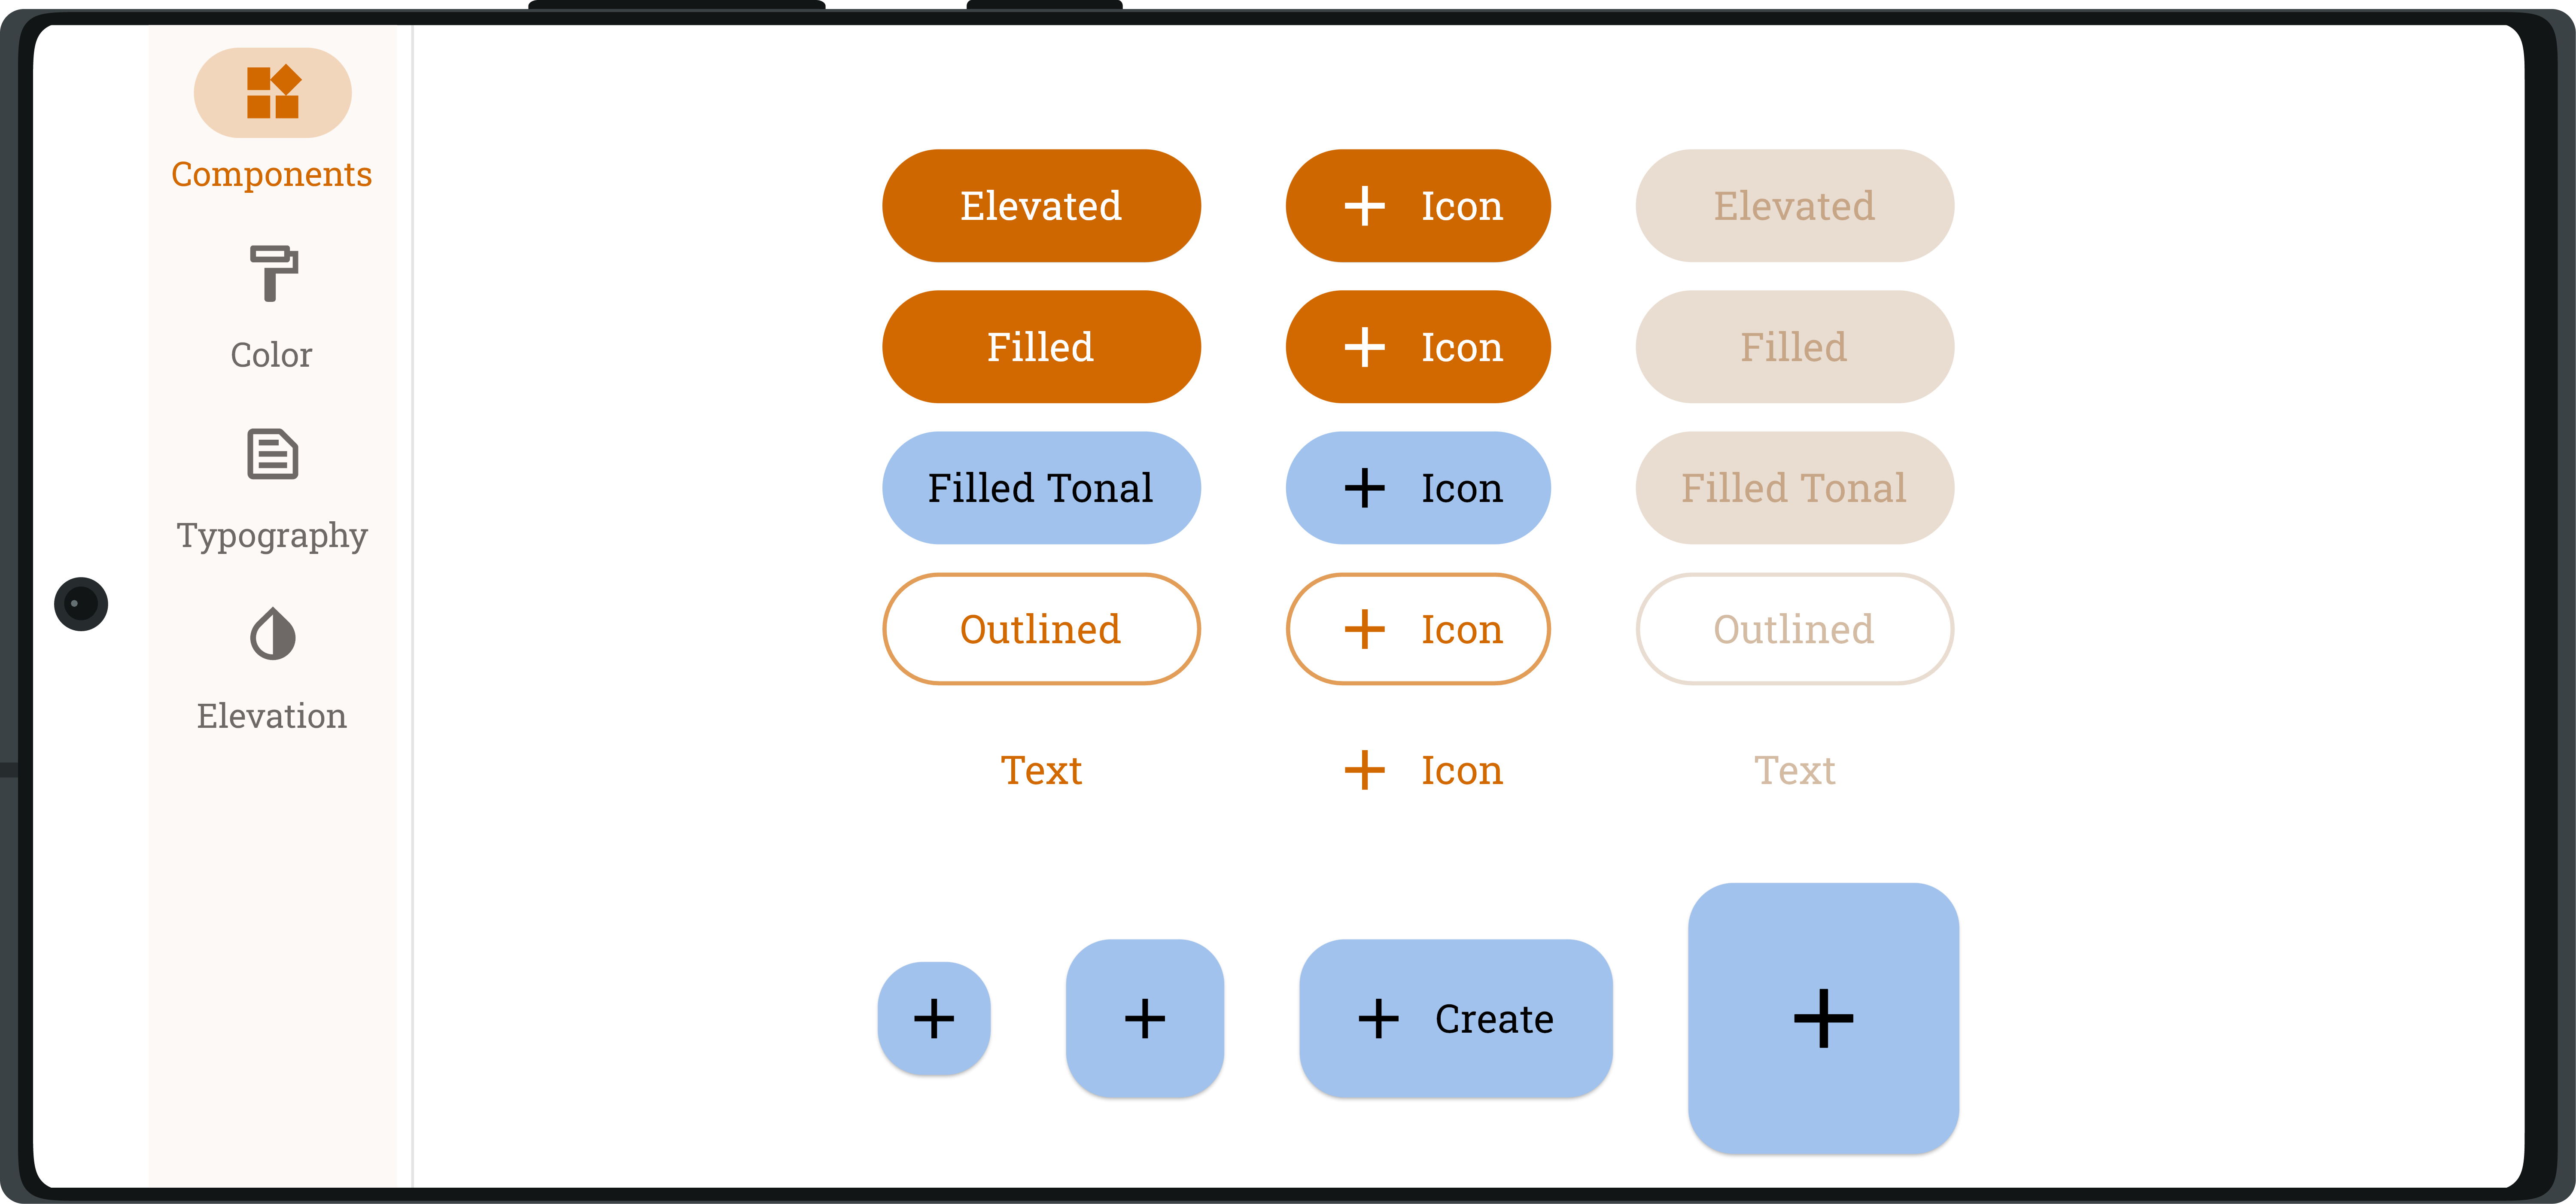 Components
Color
Typography
Elevation
Elevated Icon Elevated
Filled Icon Filled
Filled Tonal Icon Filled Tonal
Outlined Icon Outlined
Text Icon Text
Create